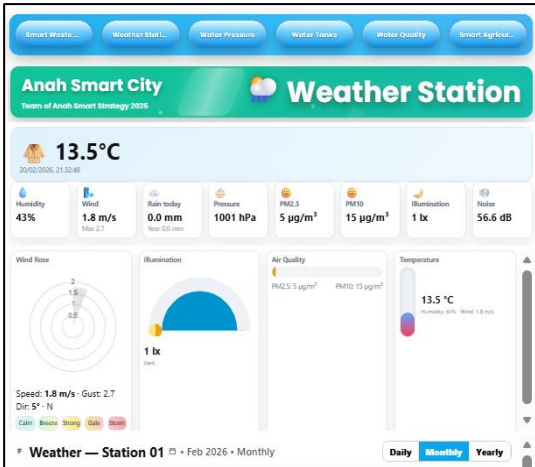 Smart Waste ...
Weather Stati...
Water Pressure
Water Tanks
Water Quality
Smart Agricul...
Anah Smart City
Team of Anah Smart Strategy 2025
Weather Station
13.5°C
20/02/2026, 21:32:48
Humidity
43%
Wind
1.8 m/s
Max 2.7
Rain today
0.0 mm
Year 0.0 mm
Pressure
1001 hPa
PM2.5
5 µg/m³
PM10
15 µg/m³
Illumination
1 lx
Noise
56.6 dB
Wind Rose
2
1.5
1
0.5
Speed: 1.8 m/s · Gust: 2.7
Dir: 5° · N
Calm Breeze Strong Gale Storm
Illumination
1 lx
Dark
Air Quality
PM2.5: 5 µg/m³ PM10: 15 µg/m³
Temperature
13.5 °C
Humidity: 43% · Wind: 1.8 m/s
Weather — Station 01 • Feb 2026 • Monthly
Daily Monthly Yearly